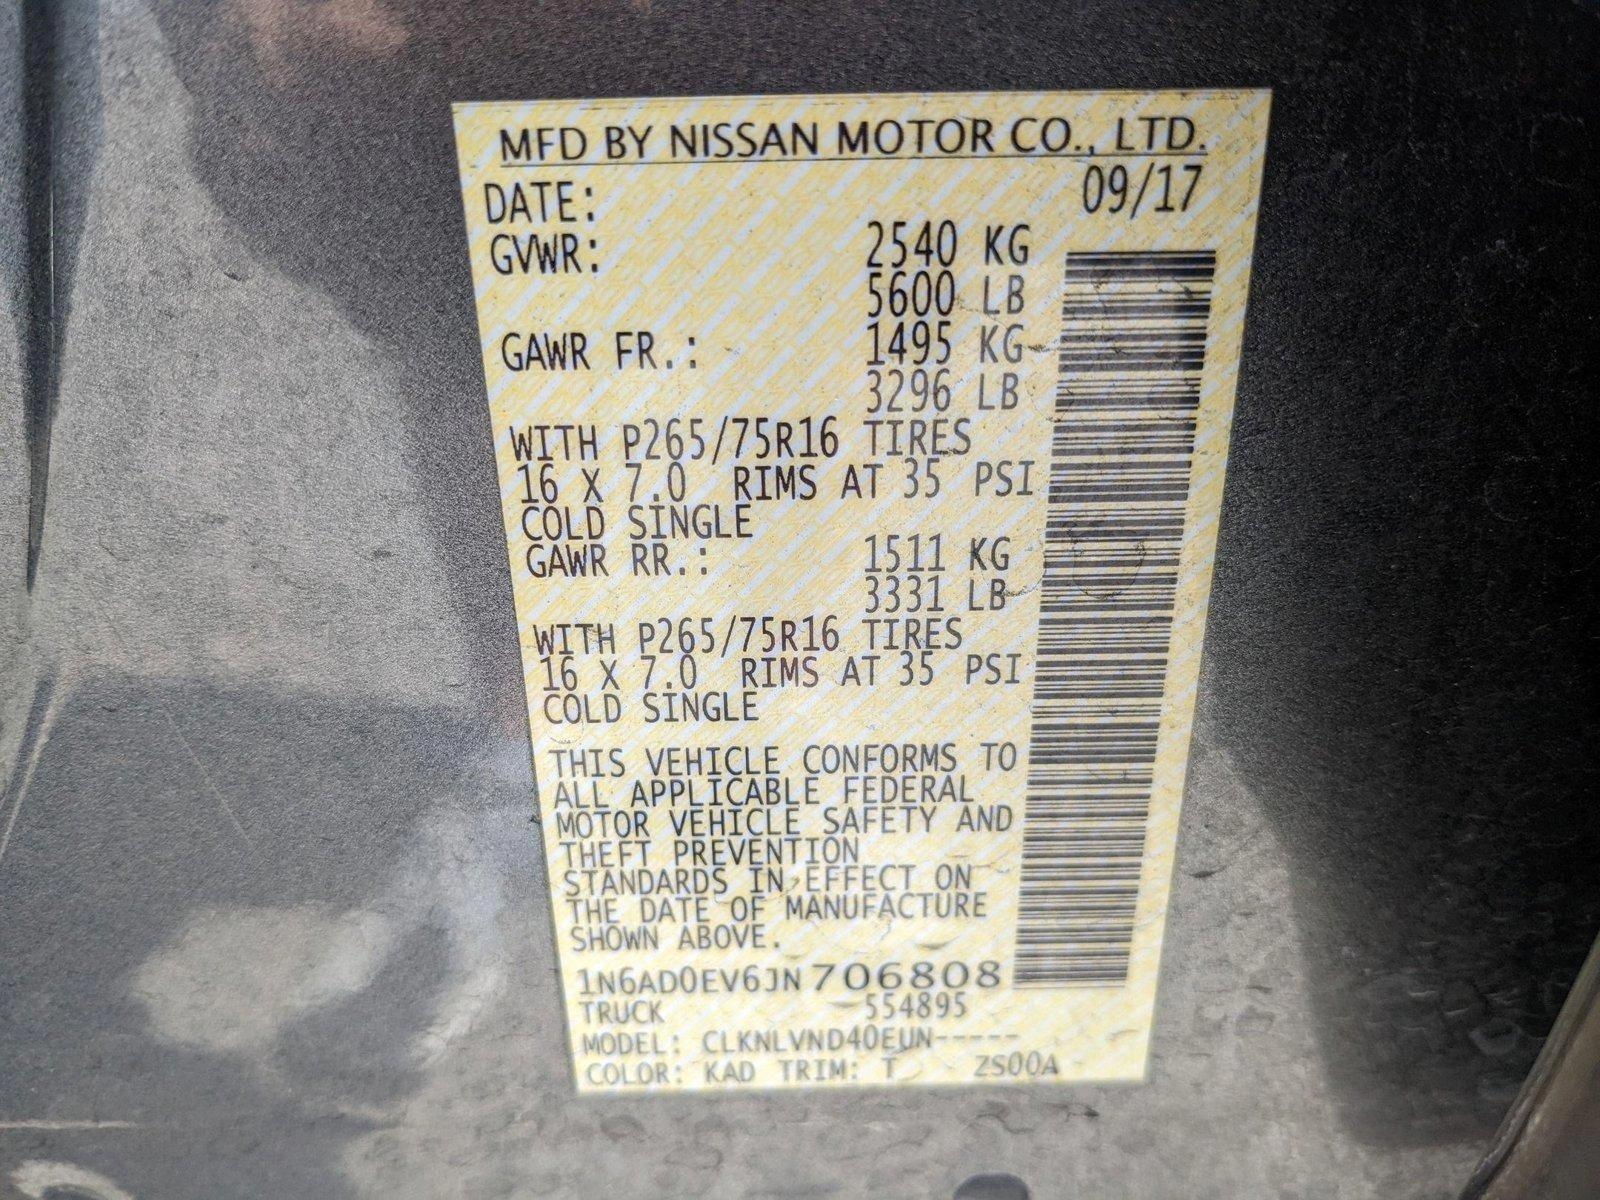 MFD BY NISSAN MOTOR CO., LTD.
DATE: 09/17
GVWR: 2540 KG
5600 LB
GAWR FR.: 1495 KG
3296 LB
WITH P265/75R16 TIRES
16 X 7.0 RIMS AT 35 PSI
COLD SINGLE
GAWR RR.: 1511 KG
3331 LB
WITH P265/75R16 TIRES
16 X 7.0 RIMS AT 35 PSI
COLD SINGLE
THIS VEHICLE CONFORMS TO
ALL APPLICABLE FEDERAL
MOTOR VEHICLE SAFETY AND
THEFT PREVENTION
STANDARDS IN EFFECT ON
THE DATE OF MANUFACTURE
SHOWN ABOVE.
1N6AD0EV6JN706808
TRUCK 554895
MODEL: CLKNLVND40EUN-----
COLOR: KAD TRIM: T ZS00A